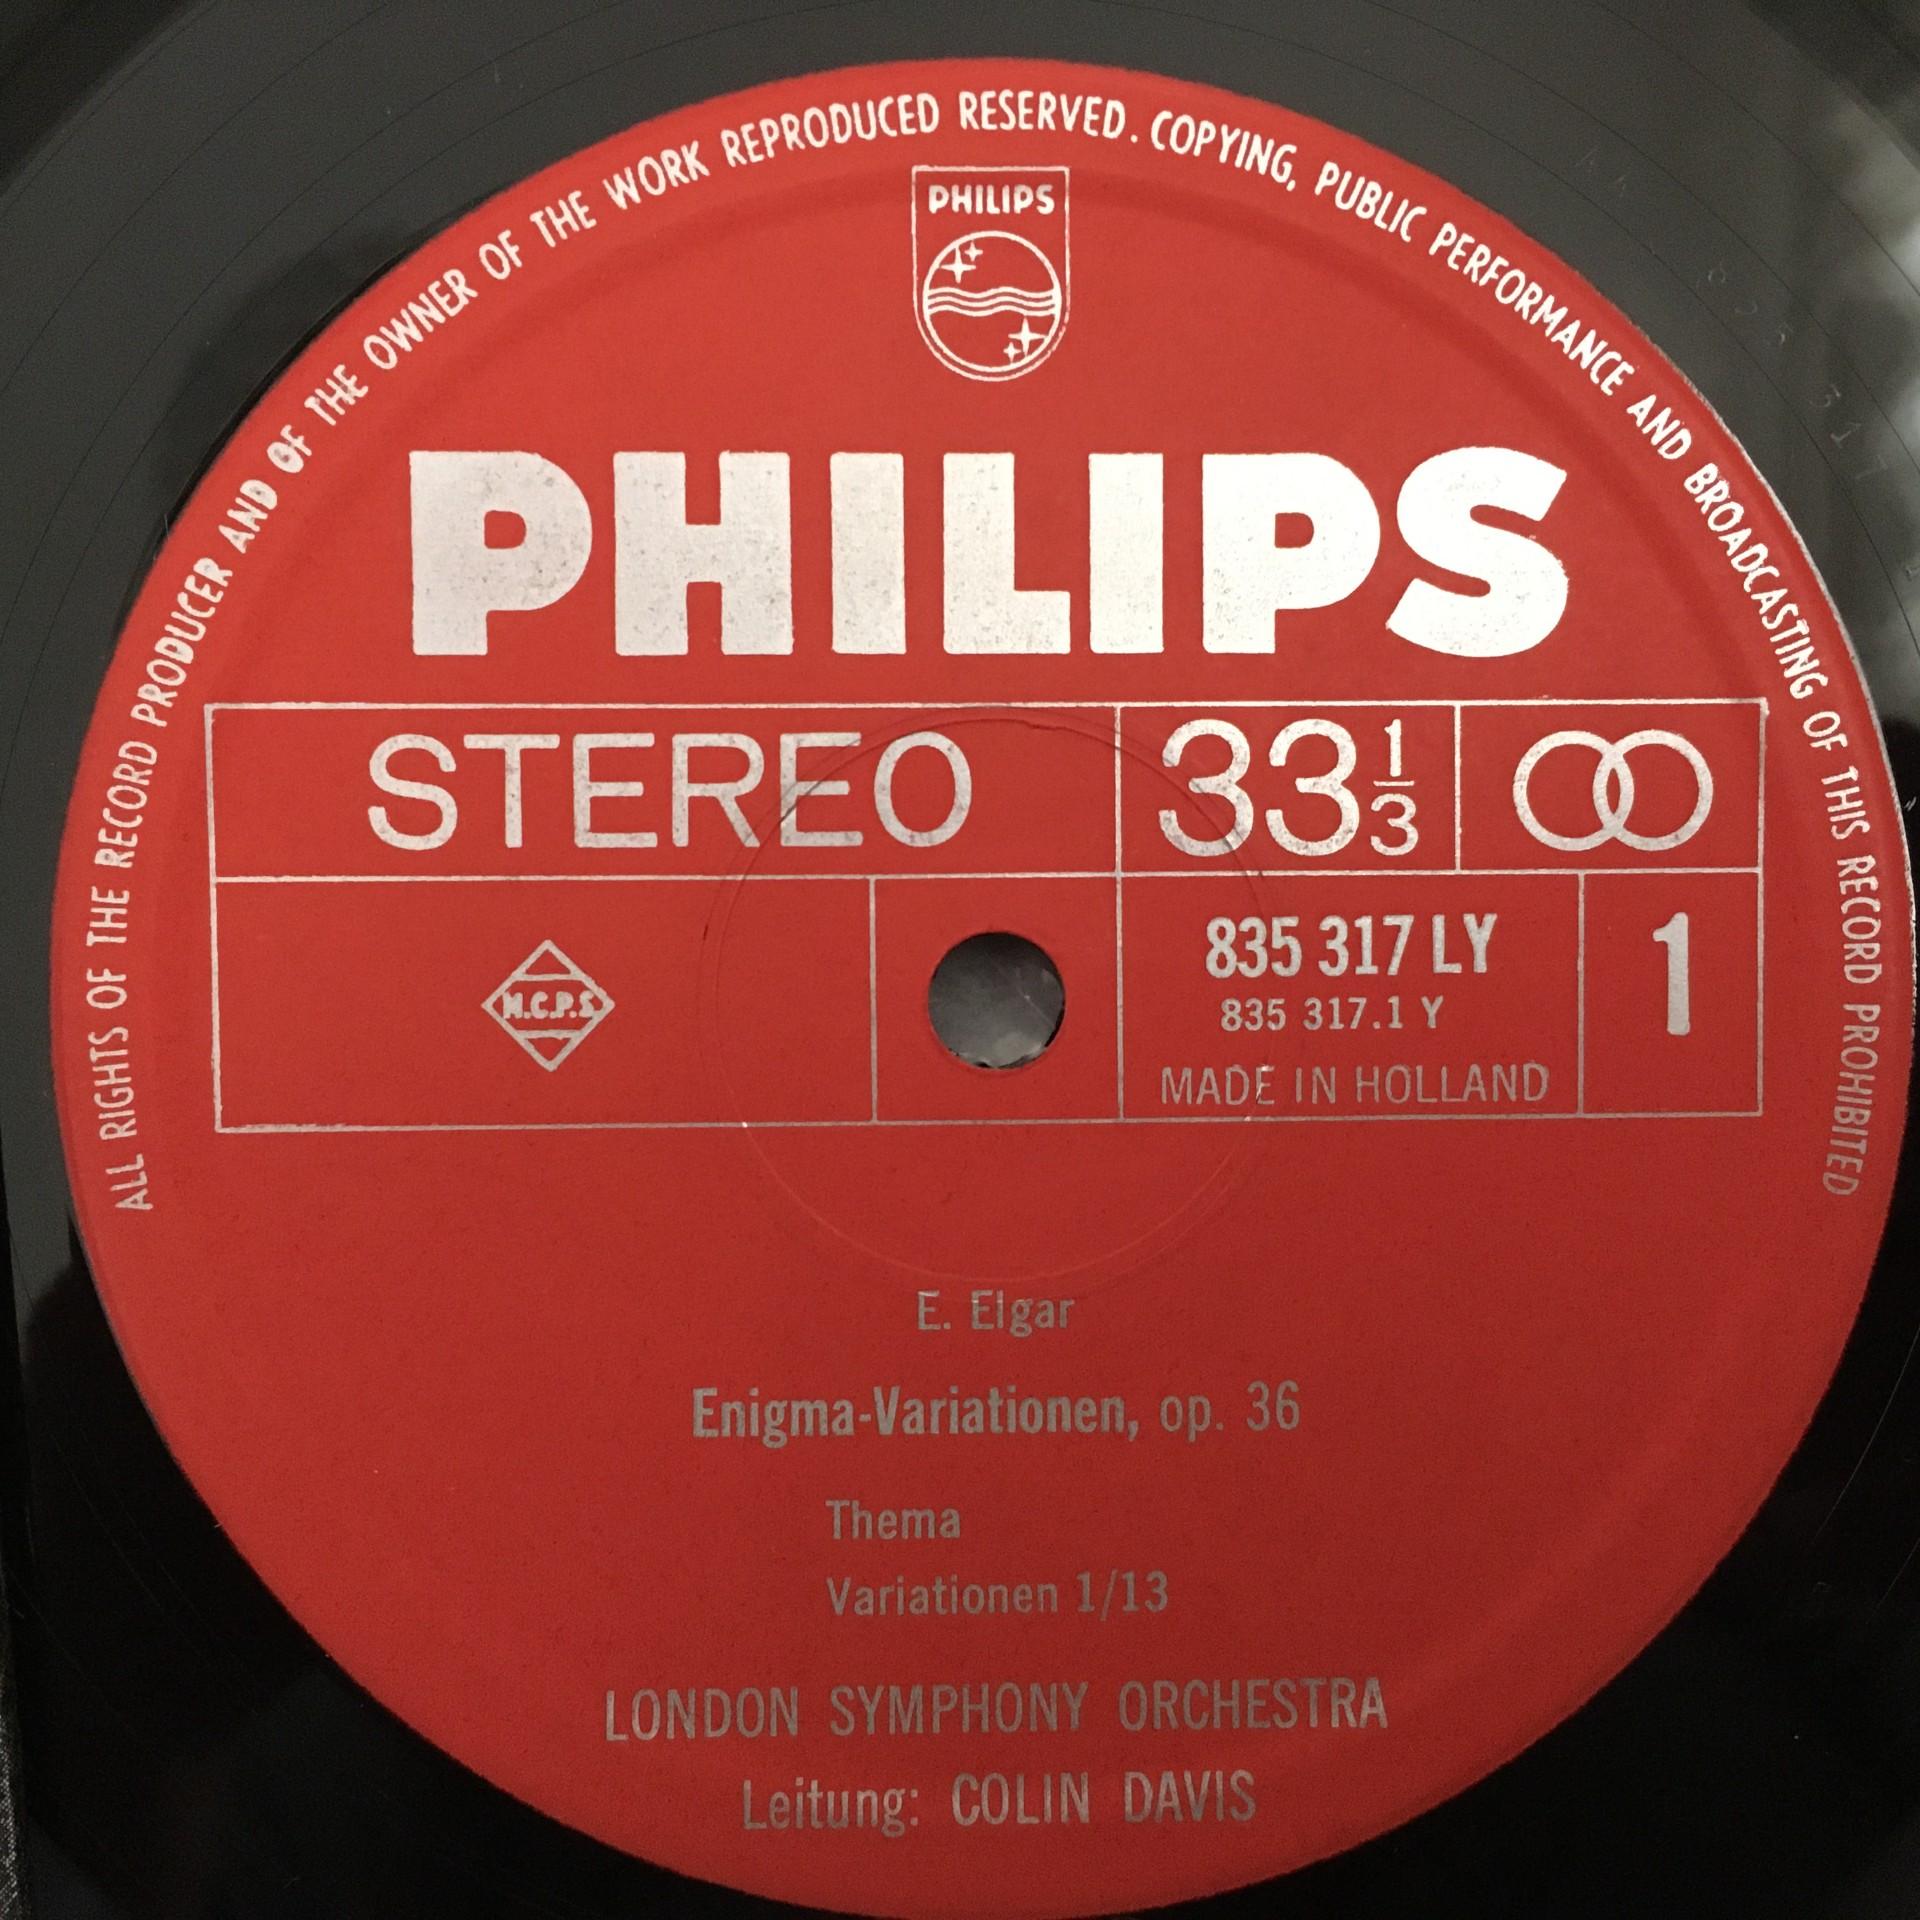 ALL RIGHTS OF THE RECORD PRODUCER AND OF THE OWNER OF THE WORK REPRODUCED RESERVED. COPYING, PUBLIC PERFORMANCE AND BROADCASTING OF THIS RECORD PROHIBITED
PHILIPS
PHILIPS
STEREO 33 1/3
M.C.P.S
835 317 LY 1
835 317.1 Y
MADE IN HOLLAND
E. Elgar
Enigma-Variationen, op. 36
Thema
Variationen 1/13
LONDON SYMPHONY ORCHESTRA
Leitung: COLIN DAVIS